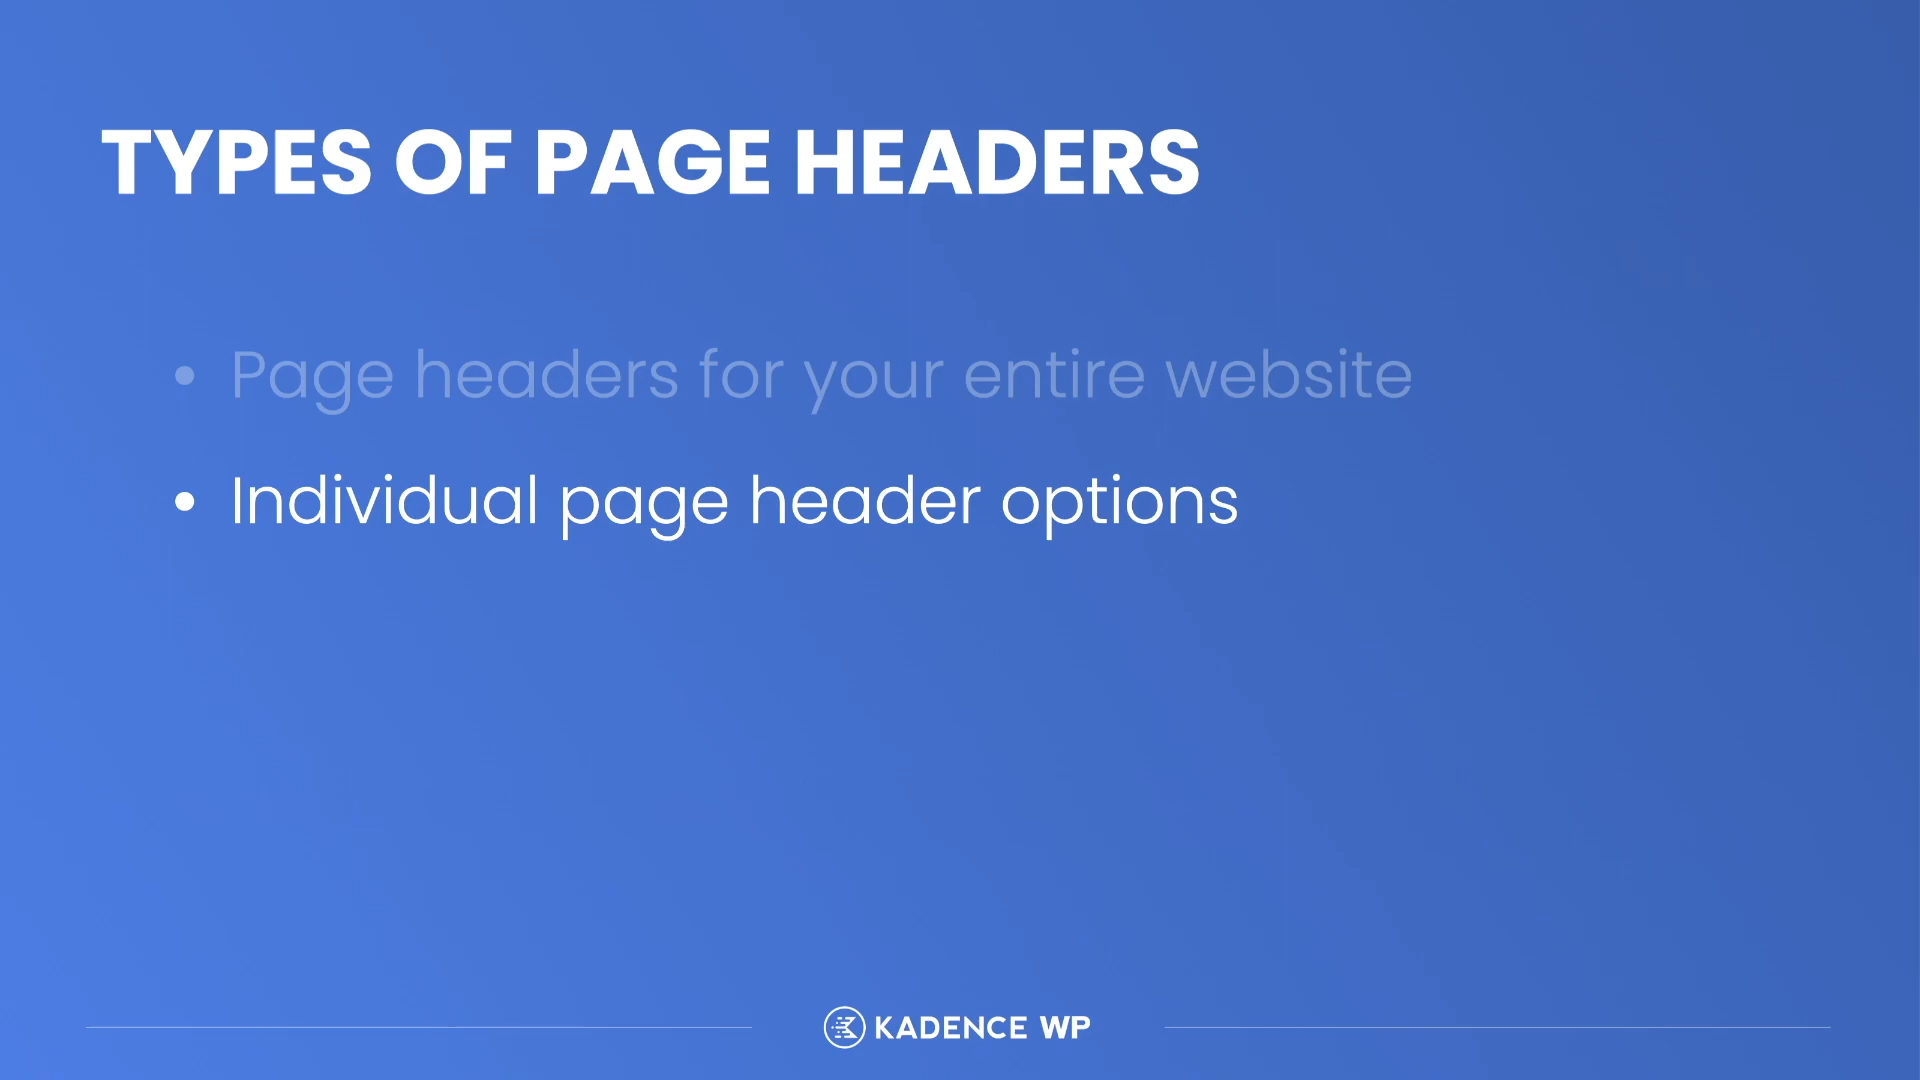 TYPES OF PAGE HEADERS
• Page headers for your entire website
• Individual page header options
KADENCE WP